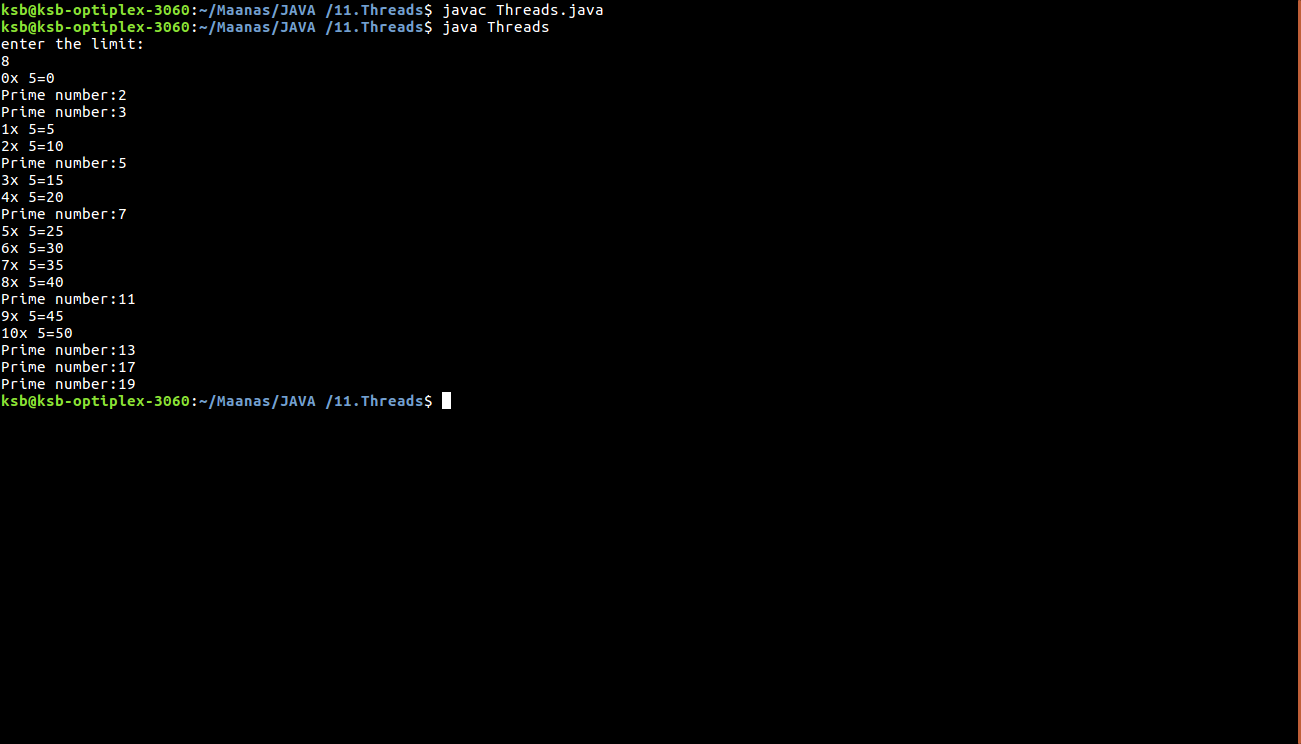 ksb@ksb-optiplex-3060:~/Maanas/JAVA /11.Threads$ javac Threads.java
ksb@ksb-optiplex-3060:~/Maanas/JAVA /11.Threads$ java Threads
enter the limit:
8
0x 5=0
Prime number:2
Prime number:3
1x 5=5
2x 5=10
Prime number:5
3x 5=15
4x 5=20
Prime number:7
5x 5=25
6x 5=30
7x 5=35
8x 5=40
Prime number:11
9x 5=45
10x 5=50
Prime number:13
Prime number:17
Prime number:19
ksb@ksb-optiplex-3060:~/Maanas/JAVA /11.Threads$